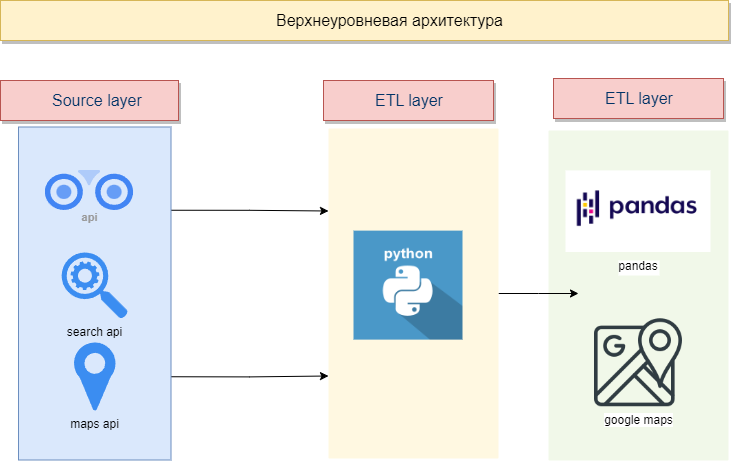 Верхнеуровневая архитектура
Source layer
ETL layer
ETL layer
api
search api
maps api
python
pandas
pandas
G
google maps